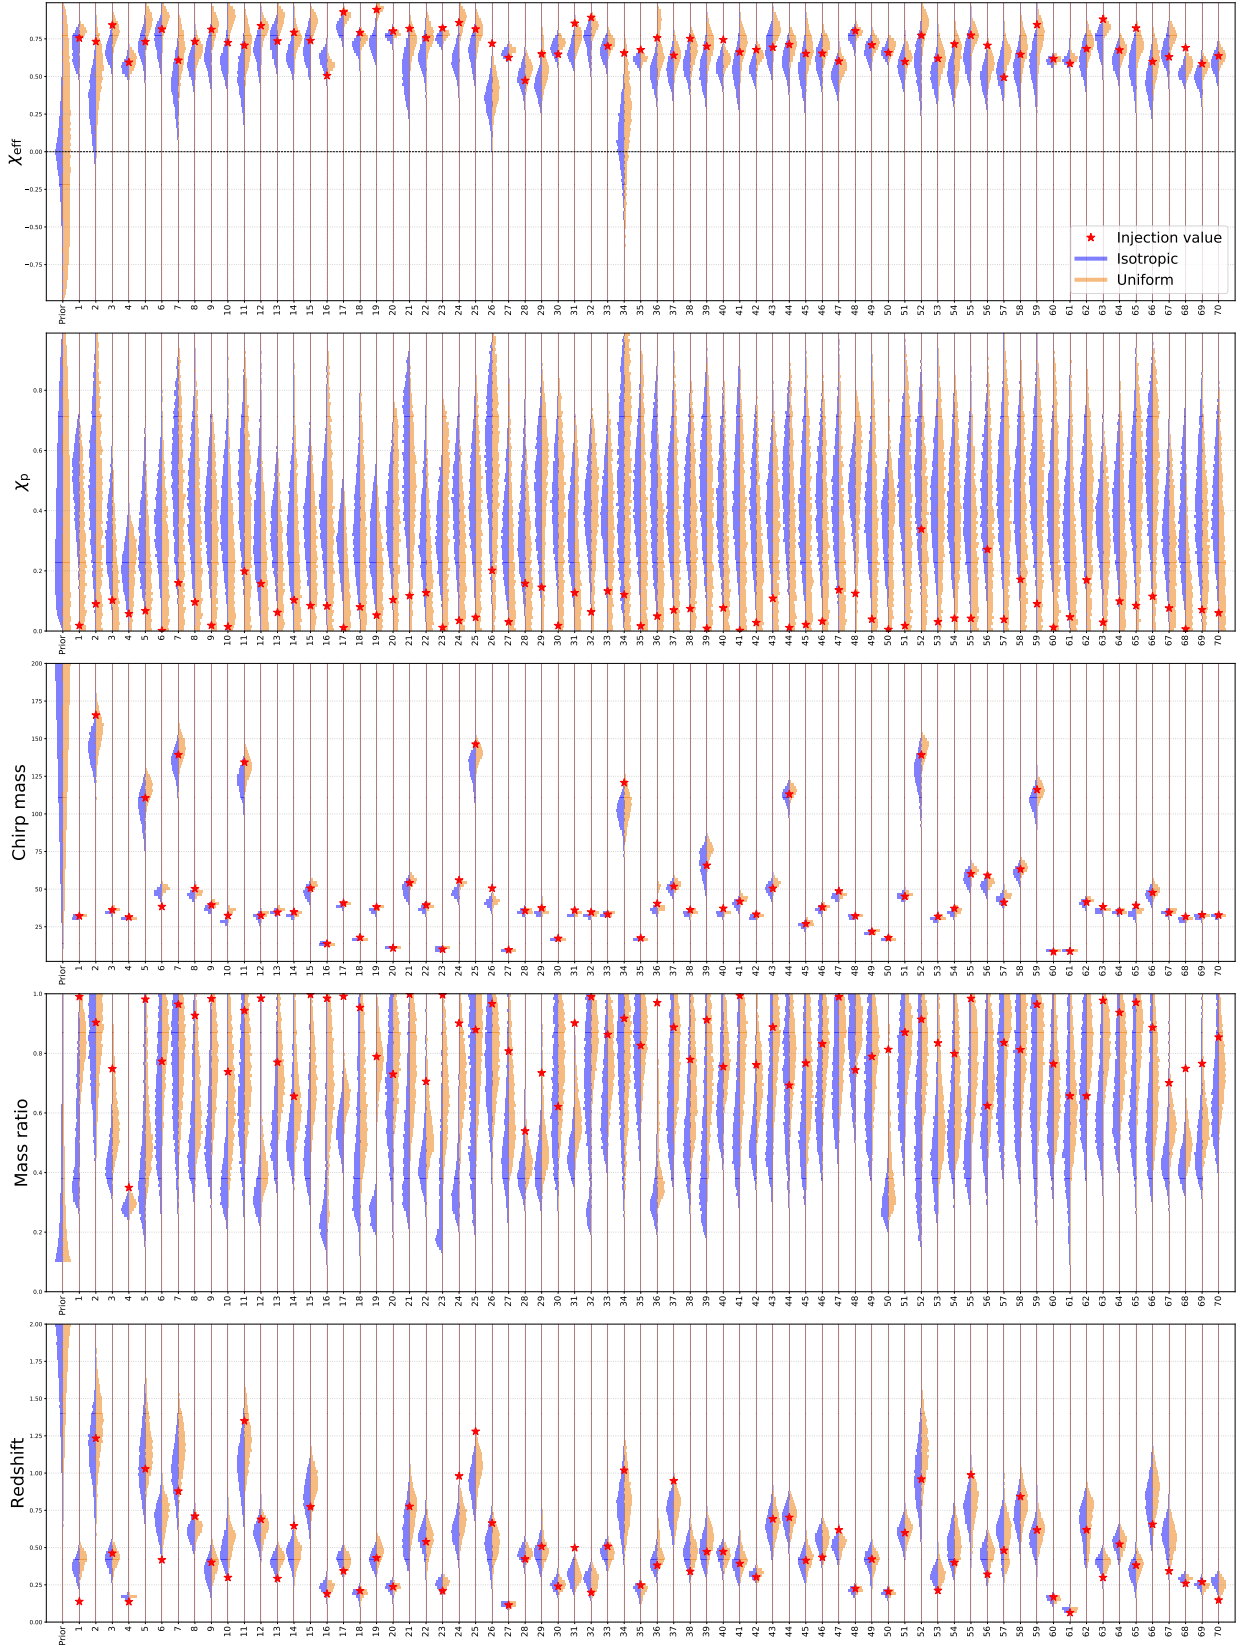 χeff
0.75
0.50
0.25
0.00
−0.25
−0.50
−0.75
Injection value
Isotropic
Uniform
Prior 1 2 3 4 5 6 7 8 9 10 11 12 13 14 15 16 17 18 19 20 21 22 23 24 25 26 27 28 29 30 31 32 33 34 35 36 37 38 39 40 41 42 43 44 45 46 47 48 49 50 51 52 53 54 55 56 57 58 59 60 61 62 63 64 65 66 67 68 69 70
χp
0.8
0.6
0.4
0.2
0.0
Prior 1 2 3 4 5 6 7 8 9 10 11 12 13 14 15 16 17 18 19 20 21 22 23 24 25 26 27 28 29 30 31 32 33 34 35 36 37 38 39 40 41 42 43 44 45 46 47 48 49 50 51 52 53 54 55 56 57 58 59 60 61 62 63 64 65 66 67 68 69 70
Chirp mass
200
175
150
125
100
75
50
25
Prior 1 2 3 4 5 6 7 8 9 10 11 12 13 14 15 16 17 18 19 20 21 22 23 24 25 26 27 28 29 30 31 32 33 34 35 36 37 38 39 40 41 42 43 44 45 46 47 48 49 50 51 52 53 54 55 56 57 58 59 60 61 62 63 64 65 66 67 68 69 70
Mass ratio
1.0
0.8
0.6
0.4
0.2
0.0
Prior 1 2 3 4 5 6 7 8 9 10 11 12 13 14 15 16 17 18 19 20 21 22 23 24 25 26 27 28 29 30 31 32 33 34 35 36 37 38 39 40 41 42 43 44 45 46 47 48 49 50 51 52 53 54 55 56 57 58 59 60 61 62 63 64 65 66 67 68 69 70
Redshift
2.00
1.75
1.50
1.25
1.00
0.75
0.50
0.25
0.00
Prior 1 2 3 4 5 6 7 8 9 10 11 12 13 14 15 16 17 18 19 20 21 22 23 24 25 26 27 28 29 30 31 32 33 34 35 36 37 38 39 40 41 42 43 44 45 46 47 48 49 50 51 52 53 54 55 56 57 58 59 60 61 62 63 64 65 66 67 68 69 70